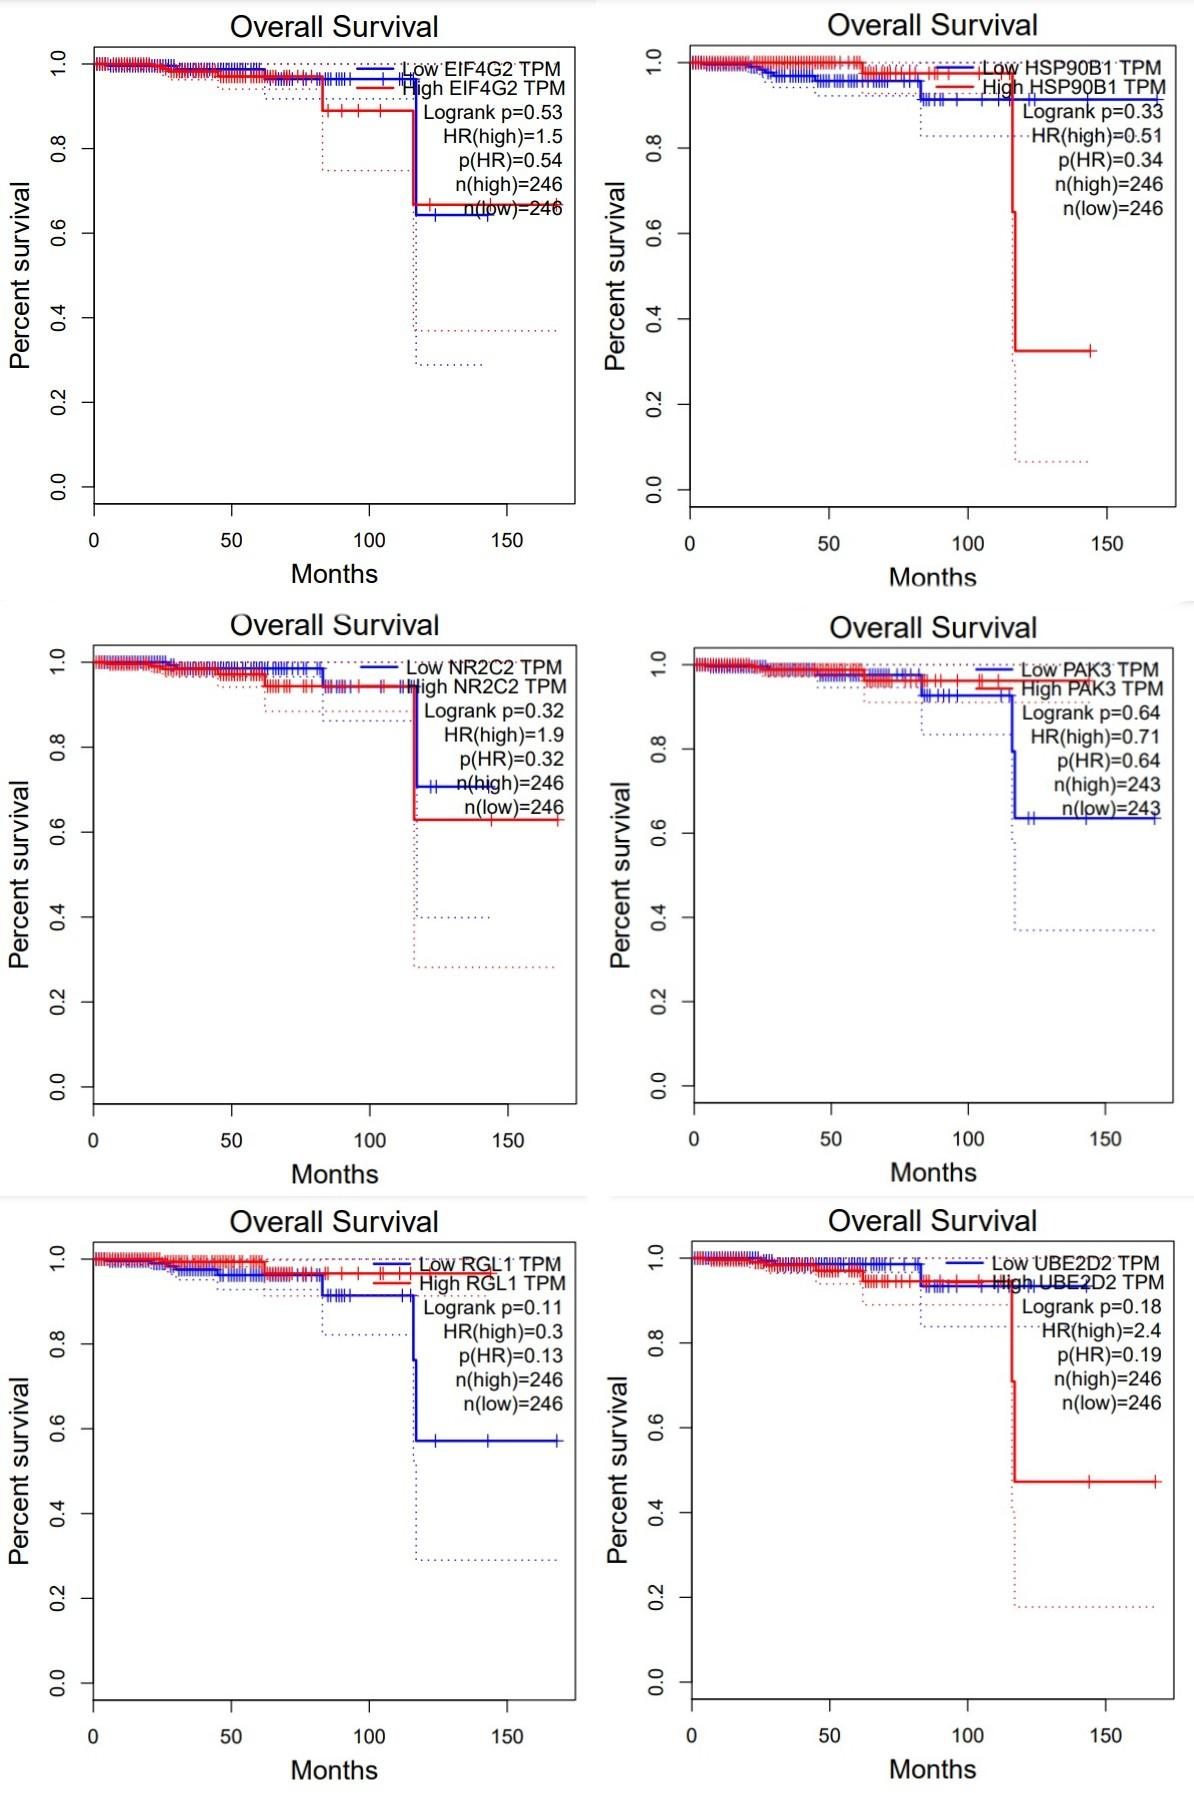 Overall Survival
Low EIF4G2 TPM
High EIF4G2 TPM
Logrank p=0.53
HR(high)=1.5
p(HR)=0.54
n(high)=246
n(low)=246
Percent survival
0.0 0.2 0.4 0.6 0.8 1.0
0 50 100 150
Months
Overall Survival
Low HSP90B1 TPM
High HSP90B1 TPM
Logrank p=0.33
HR(high)=0.51
p(HR)=0.34
n(high)=246
n(low)=246
Percent survival
0.0 0.2 0.4 0.6 0.8 1.0
0 50 100 150
Months
Overall Survival
Low NR2C2 TPM
High NR2C2 TPM
Logrank p=0.32
HR(high)=1.9
p(HR)=0.32
n(high)=246
n(low)=246
Percent survival
0.0 0.2 0.4 0.6 0.8 1.0
0 50 100 150
Months
Overall Survival
Low PAK3 TPM
High PAK3 TPM
Logrank p=0.64
HR(high)=0.71
p(HR)=0.64
n(high)=243
n(low)=243
Percent survival
0.0 0.2 0.4 0.6 0.8 1.0
0 50 100 150
Months
Overall Survival
Low RGL1 TPM
High RGL1 TPM
Logrank p=0.11
HR(high)=0.3
p(HR)=0.13
n(high)=246
n(low)=246
Percent survival
0.0 0.2 0.4 0.6 0.8 1.0
0 50 100 150
Months
Overall Survival
Low UBE2D2 TPM
High UBE2D2 TPM
Logrank p=0.18
HR(high)=2.4
p(HR)=0.19
n(high)=246
n(low)=246
Percent survival
0.0 0.2 0.4 0.6 0.8 1.0
0 50 100 150
Months